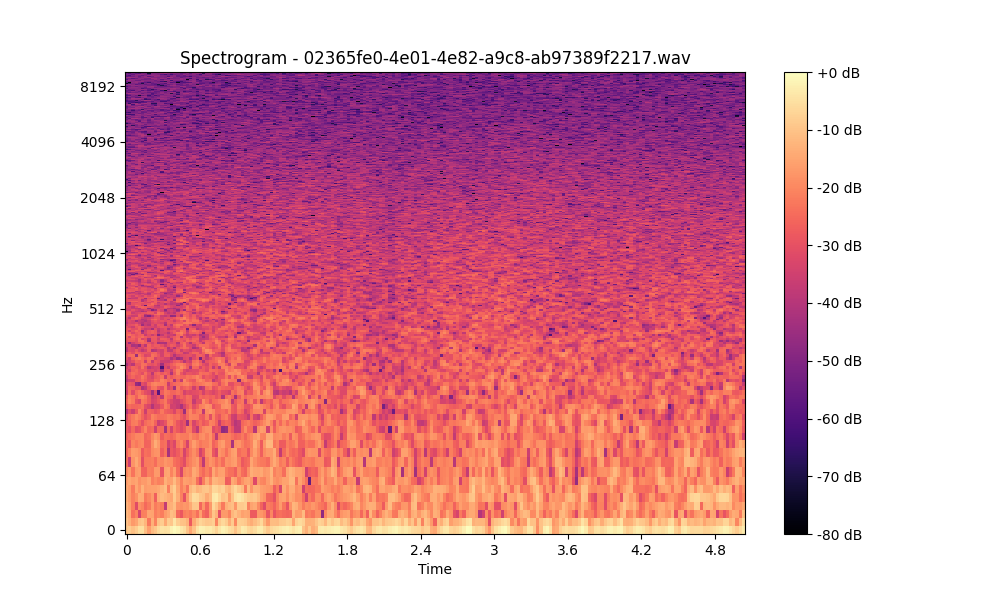 Spectrogram - 02365fe0-4e01-4e82-a9c8-ab97389f2217.wav
8192
4096
2048
1024
512
256
128
64
0
Hz
0 0.6 1.2 1.8 2.4 3 3.6 4.2 4.8
Time
+0 dB
-10 dB
-20 dB
-30 dB
-40 dB
-50 dB
-60 dB
-70 dB
-80 dB